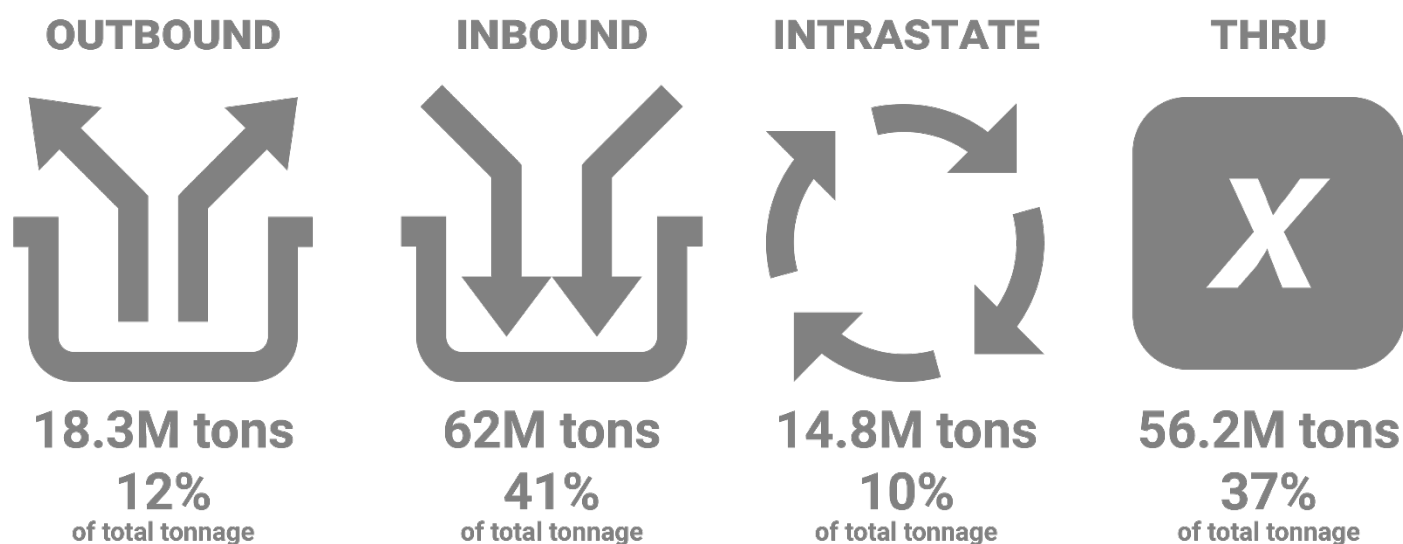 OUTBOUND
INBOUND
INTRASTATE
THRU
X
18.3M tons
62M tons
14.8M tons
56.2M tons
12%
41%
10%
37%
of total tonnage
of total tonnage
of total tonnage
of total tonnage